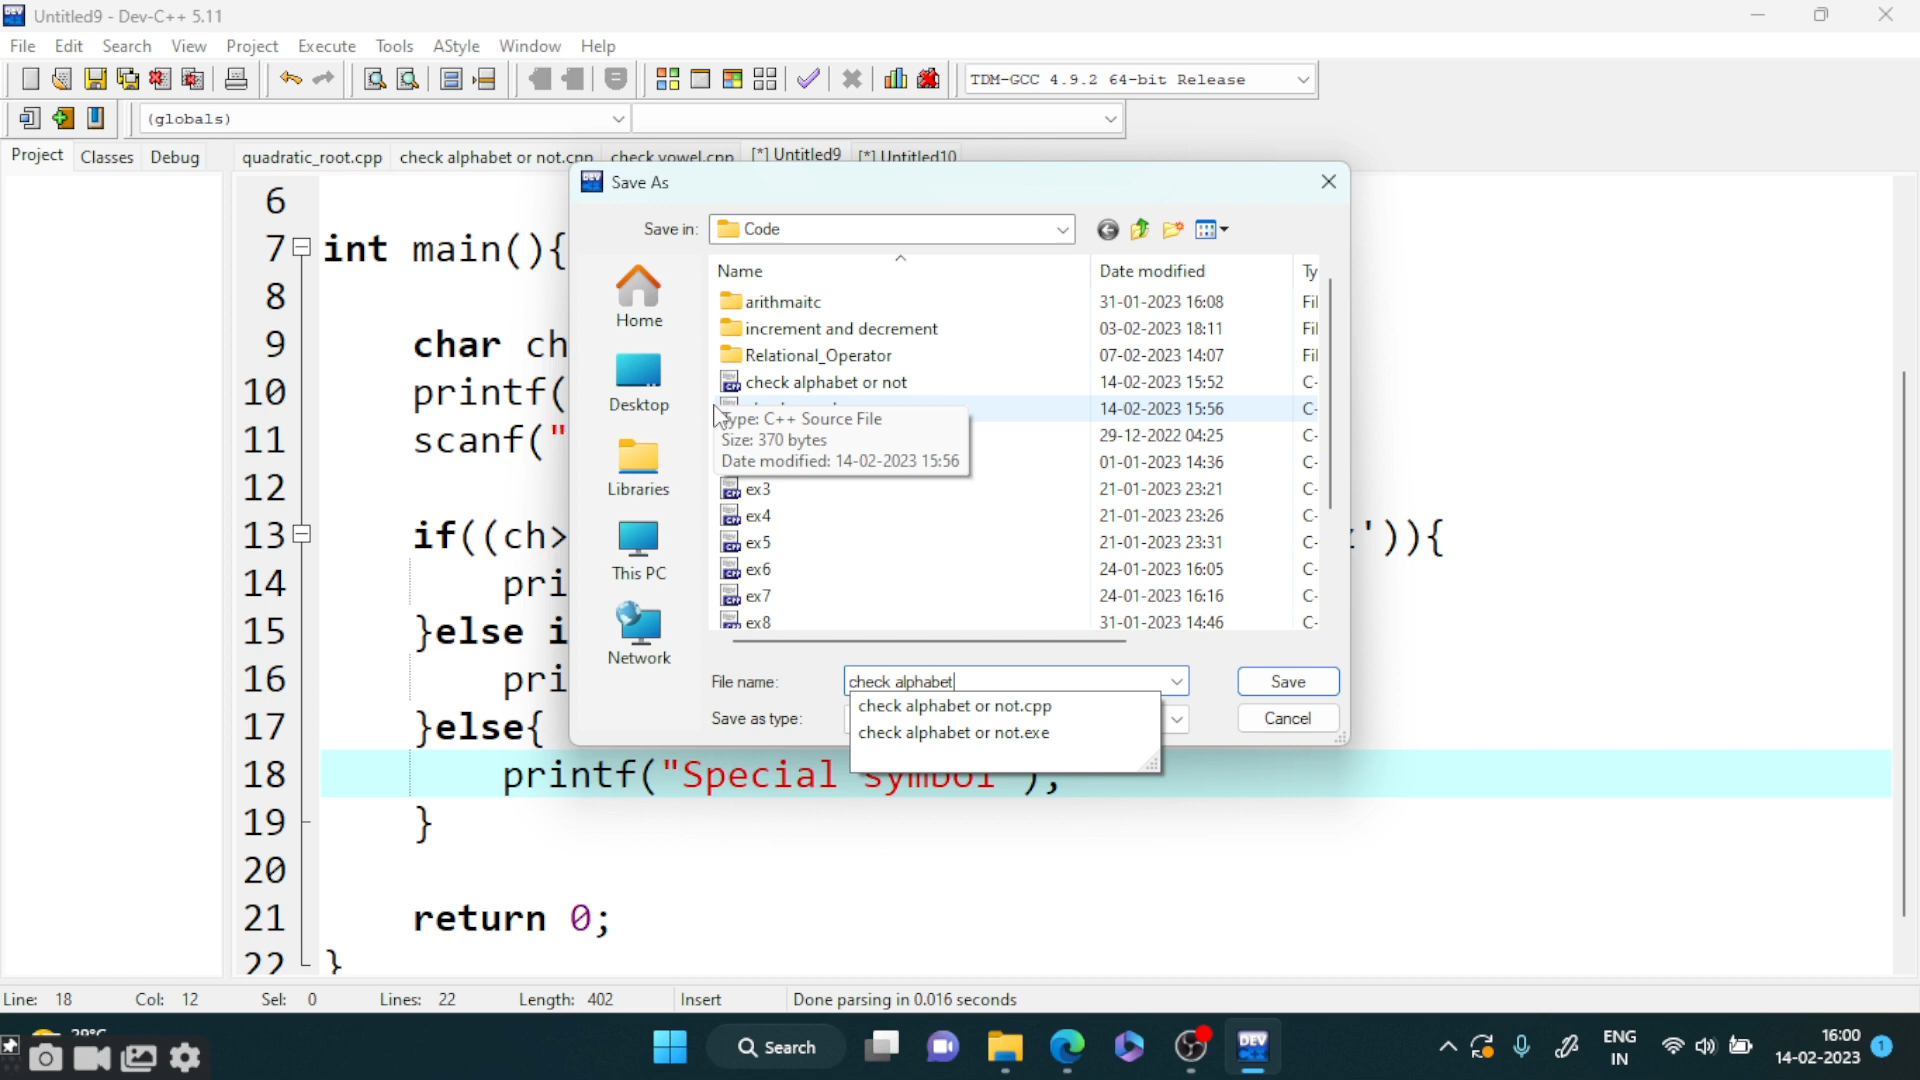 Untitled9 - Dev-C++ 5.11
File Edit Search View Project Execute Tools AStyle Window Help
TDM-GCC 4.9.2 64-bit Release
(globals)
Project Classes Debug quadratic_root.cpp check alphabet or not.cpp check vowel.cpp [*] Untitled9 [*] Untitled10
Save As
Save in: Code
Name Date modified Ty
arithmaitc 31-01-2023 16:08 Fil
increment and decrement 03-02-2023 18:11 Fil
Relational_Operator 07-02-2023 14:07 Fil
check alphabet or not 14-02-2023 15:52 C-
14-02-2023 15:56 C-
Type: C++ Source File
Size: 370 bytes
Date modified: 14-02-2023 15:56
29-12-2022 04:25 C-
01-01-2023 14:36 C-
ex3 21-01-2023 23:21 C-
ex4 21-01-2023 23:26 C-
ex5 21-01-2023 23:31 C-
ex6 24-01-2023 16:05 C-
ex7 24-01-2023 16:16 C-
ex8 31-01-2023 14:46 C-
Home
Desktop
Libraries
This PC
Network
File name: check alphabet Save
Save as type: Cancel
check alphabet or not.cpp
check alphabet or not.exe
6
7 int main(){
8
9 char ch
10 printf(
11 scanf("
12
13 if((ch> z')){
14 pri
15 }else i
16 pri
17 }else{
18 printf("Special symbol");
19 }
20
21 return 0;
22 }
Line: 18 Col: 12 Sel: 0 Lines: 22 Length: 402 Insert Done parsing in 0.016 seconds
29°C
Search
ENG
IN
16:00
14-02-2023
1